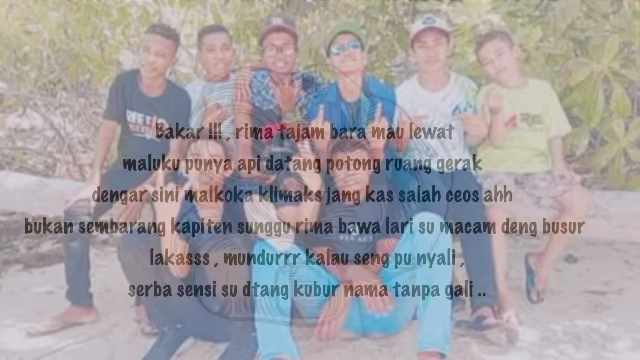 Bakar !!! , rima tajam bara mau lewat
maluku punya api datang potong ruang gerak
dengar sini malkoka klimaks jang kas salah ceos ahh
bukan sembarang kapiten sunggu rima bawa lari su macam deng busur
lakasss , mundurrr kalau seng pu nyali ,
serba sensi su dtang kubur nama tanpa gali ..